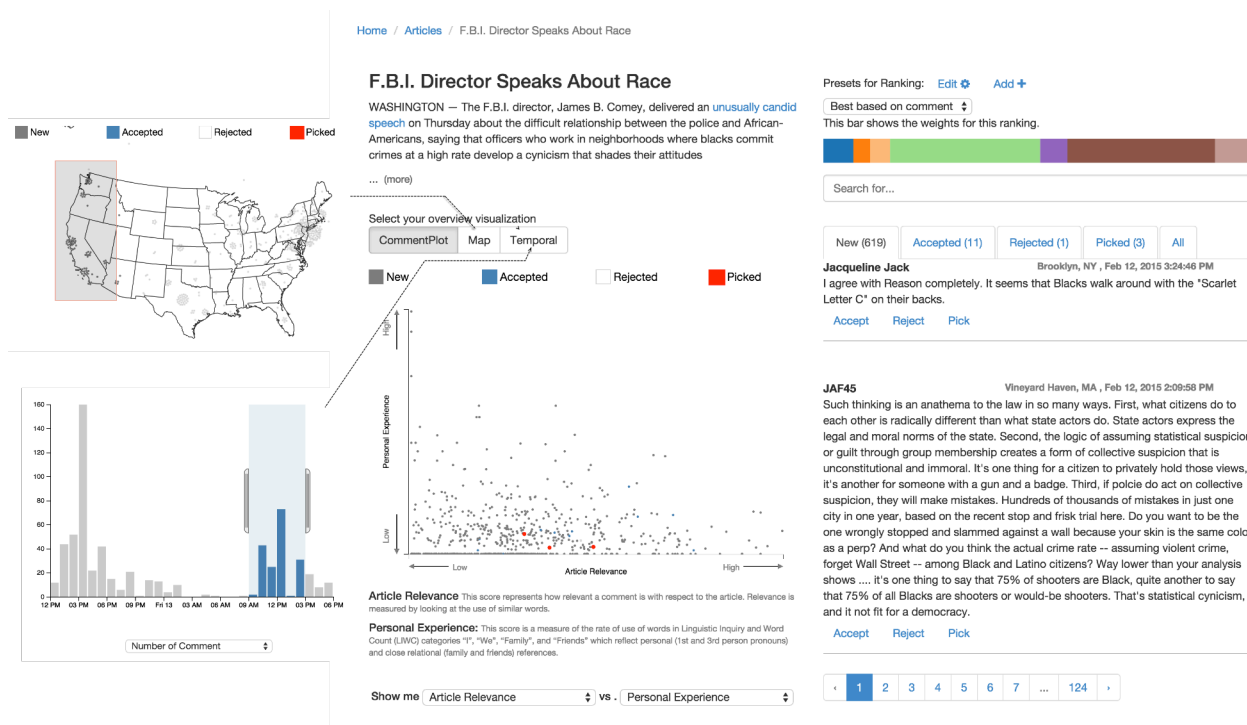 Home / Articles / F.B.I. Director Speaks About Race
New
Accepted
Rejected
Picked
160
140
120
100
80
60
40
20
0
12 PM 03 PM 06 PM 09 PM Fri 13 03 AM 06 AM 09 AM 12 PM 03 PM 06 PM
Number of Comment
F.B.I. Director Speaks About Race
WASHINGTON — The F.B.I. director, James B. Comey, delivered an unusually candid
speech on Thursday about the difficult relationship between the police and African-
Americans, saying that officers who work in neighborhoods where blacks commit
crimes at a high rate develop a cynicism that shades their attitudes
... (more)
Select your overview visualization
CommentPlot Map Temporal
New
Accepted
Rejected
Picked
High
Personal Experience
Low
Low
Article Relevance
High
Article Relevance This score represents how relevant a comment is with respect to the article. Relevance is
measured by looking at the use of similar words.
Personal Experience: This score is a measure of the rate of use of words in Linguistic Inquiry and Word
Count (LIWC) categories "I", "We", "Family", and "Friends" which reflect personal (1st and 3rd person pronouns)
and close relational (family and friends) references.
Show me Article Relevance vs . Personal Experience
Presets for Ranking: Edit Add +
Best based on comment
This bar shows the weights for this ranking.
Search for...
New (619) Accepted (11) Rejected (1) Picked (3) All
Jacqueline Jack Brooklyn, NY , Feb 12, 2015 3:24:46 PM
I agree with Reason completely. It seems that Blacks walk around with the "Scarlet
Letter C" on their backs.
Accept Reject Pick
JAF45 Vineyard Haven, MA , Feb 12, 2015 2:09:58 PM
Such thinking is an anathema to the law in so many ways. First, what citizens do to
each other is radically different than what state actors do. State actors express the
legal and moral norms of the state. Second, the logic of assuming statistical suspicion
or guilt through group membership creates a form of collective suspicion that is
unconstitutional and immoral. It's one thing for a citizen to privately hold those views,
it's another for someone with a gun and a badge. Third, if polcie do act on collective
suspicion, they will make mistakes. Hundreds of thousands of mistakes in just one
city in one year, based on the recent stop and frisk trial here. Do you want to be the
one wrongly stopped and slammed against a wall because your skin is the same colo
as a perp? And what do you think the actual crime rate -- assuming violent crime,
forget Wall Street -- among Black and Latino citizens? Way lower than your analysis
shows .... it's one thing to say that 75% of shooters are Black, quite another to say
that 75% of all Blacks are shooters or would-be shooters. That's statistical cynicism,
and it not fit for a democracy.
Accept Reject Pick
‹ 1 2 3 4 5 6 7 ... 124 ›